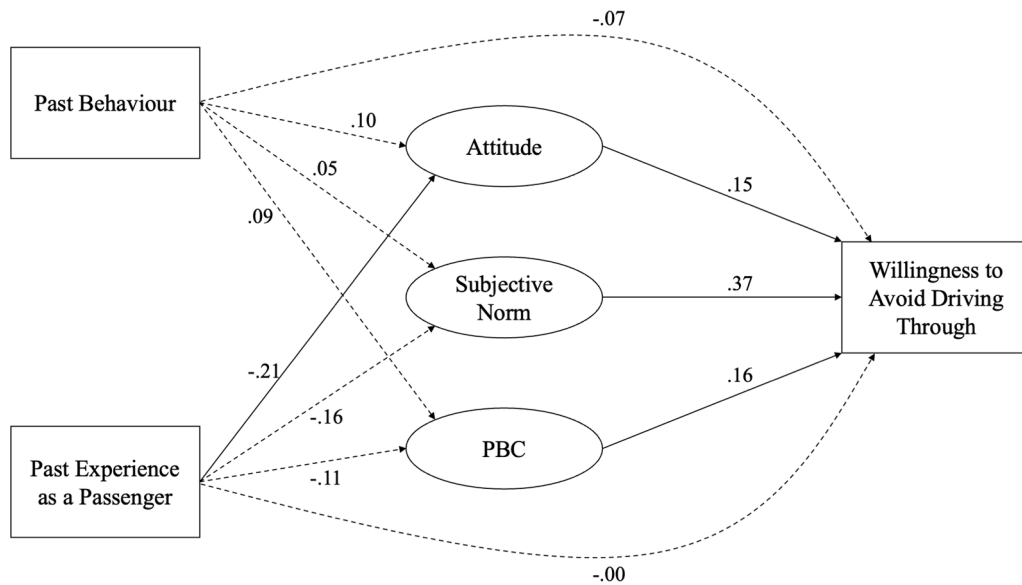 -.07
Past Behaviour
.10
Attitude
.05
.15
.09
Willingness to
Avoid Driving
Through
Subjective
Norm
.37
-.21
.16
-.16
PBC
Past Experience
as a Passenger
-.11
-.00